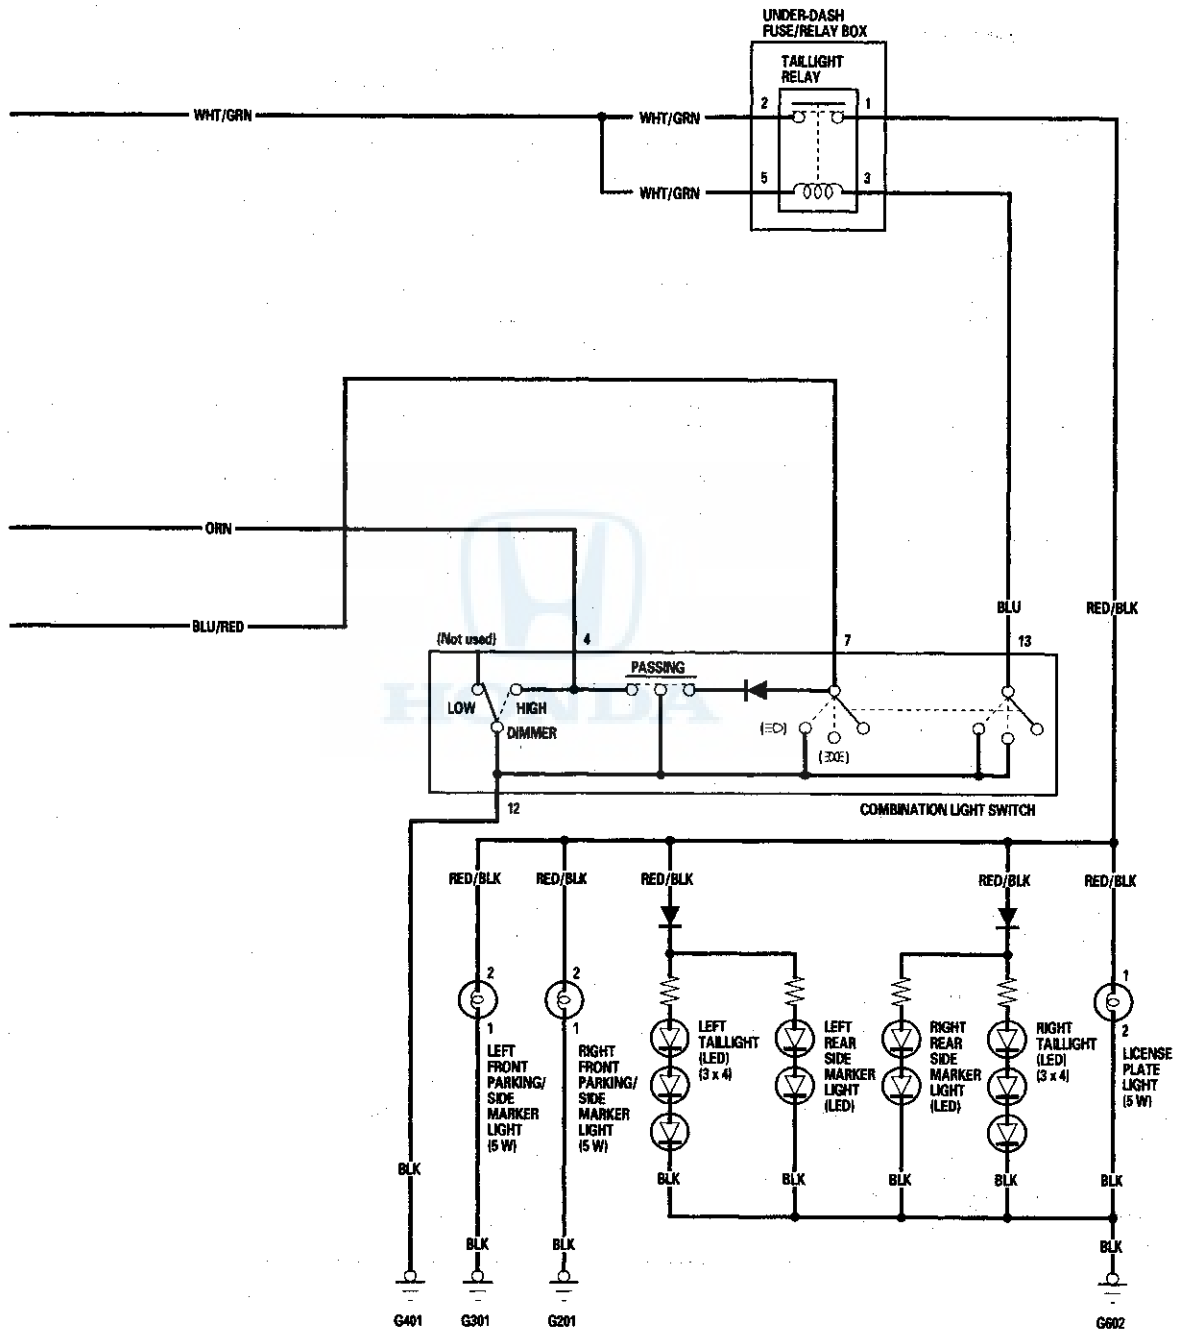 UNDER-DASH
FUSE/RELAY BOX
TAILLIGHT
RELAY
2
1
WHT/GRN
WHT/GRN
5
3
WHT/GRN
ORN
BLU/RED
BLU
RED/BLK
(Not used)
4
7
13
PASSING
HONDA
LOW
HIGH
DIMMER
12
COMBINATION LIGHT SWITCH
RED/BLK
RED/BLK
RED/BLK
RED/BLK
RED/BLK
2
1
LEFT
FRONT
PARKING/
SIDE
MARKER
LIGHT
(5 W)
2
1
RIGHT
FRONT
PARKING/
SIDE
MARKER
LIGHT
(5 W)
LEFT
TAILLIGHT
(LED)
(3 x 4)
LEFT
REAR
SIDE
MARKER
LIGHT
(LED)
RIGHT
REAR
SIDE
MARKER
LIGHT
(LED)
RIGHT
TAILLIGHT
(LED)
(3 x 4)
1
2
LICENSE
PLATE
LIGHT
(5 W)
BLK
BLK
BLK
BLK
BLK
BLK
BLK
BLK
BLK
G401
G301
G201
G602